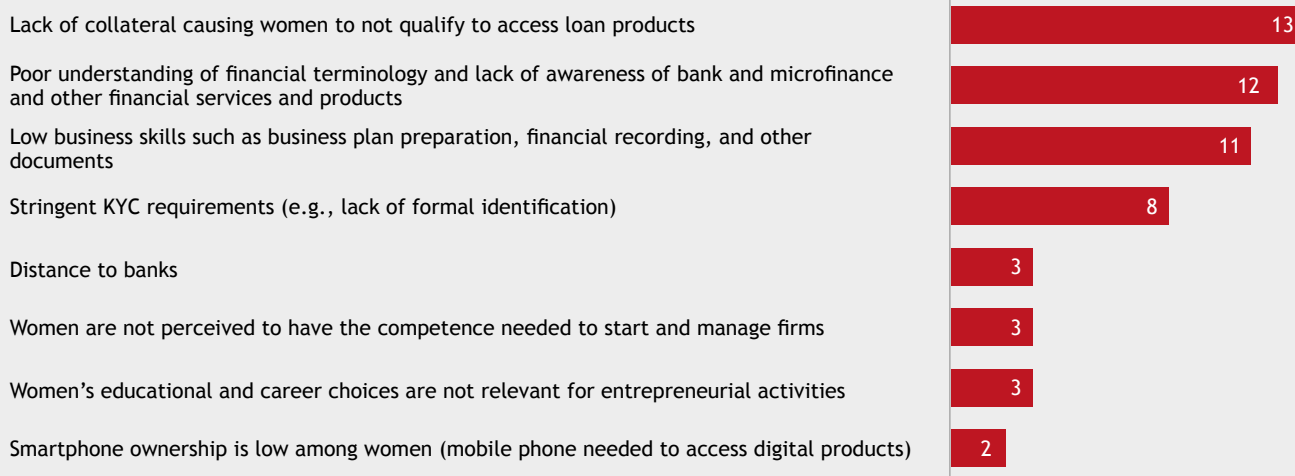 Lack of collateral causing women to not qualify to access loan products
13
Poor understanding of financial terminology and lack of awareness of bank and microfinance
and other financial services and products
12
Low business skills such as business plan preparation, financial recording, and other
documents
11
Stringent KYC requirements (e.g., lack of formal identification)
8
Distance to banks
3
Women are not perceived to have the competence needed to start and manage firms
3
Women’s educational and career choices are not relevant for entrepreneurial activities
3
Smartphone ownership is low among women (mobile phone needed to access digital products)
2